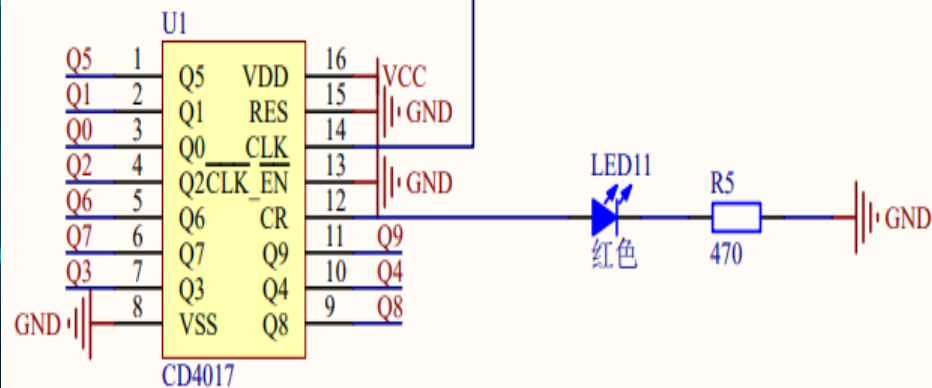 U1
Q5 1 Q5 VDD 16 VCC
Q1 2 Q1 RES 15 GND
Q0 3 Q0 CLK 14
Q2 4 Q2 CLK_EN 13 GND
Q6 5 Q6 CR 12
Q7 6 Q7 Q9 11 Q9
Q3 7 Q3 Q4 10 Q4
GND 8 VSS Q8 9 Q8
CD4017
LED11
红色
R5
470
GND